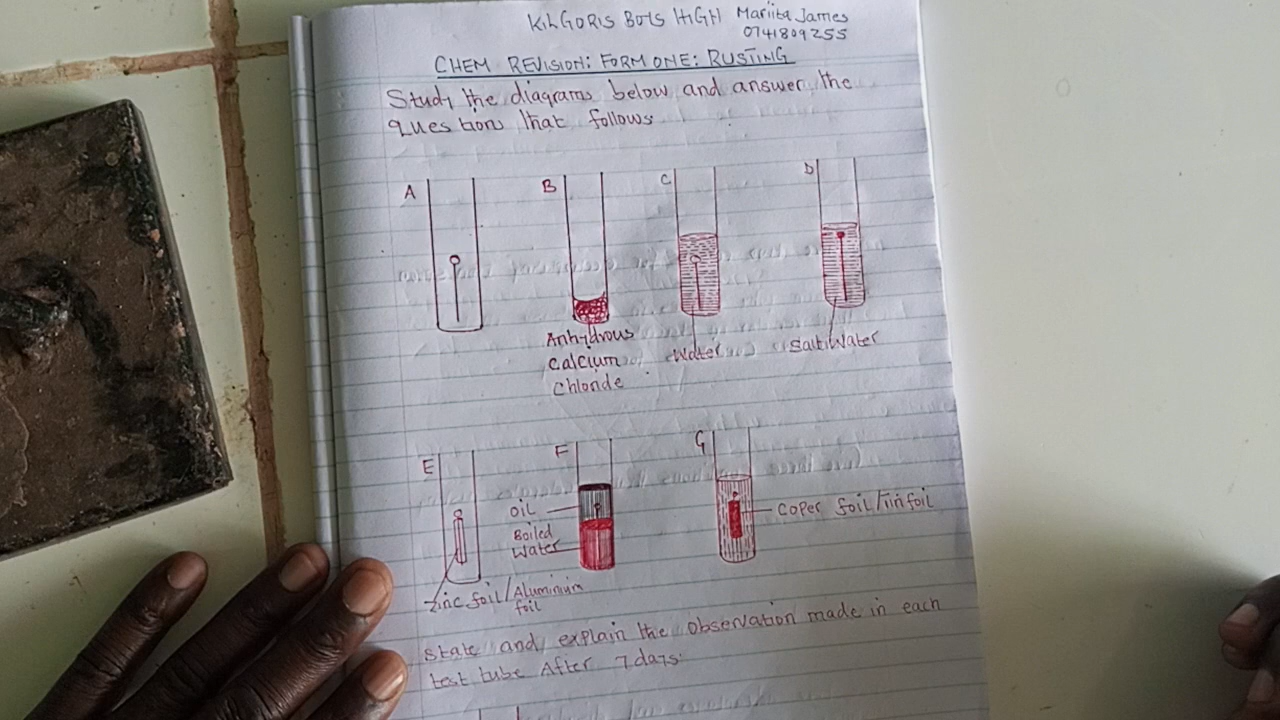 KILGORIS BOYS HIGH Mariita James
0741809255
CHEM REVISION: FORM ONE: RUSTING
Study the diagrams below and answer the
questions that follows
A
B
C
D
Anhydrous
Calcium
Chloride
Water
Salt Water
E
F
G
Oil
Boiled
Water
Coper foil/Tin foil
Zinc foil/Aluminium
foil
State and explain the observation made in each
test tube After 7 days.